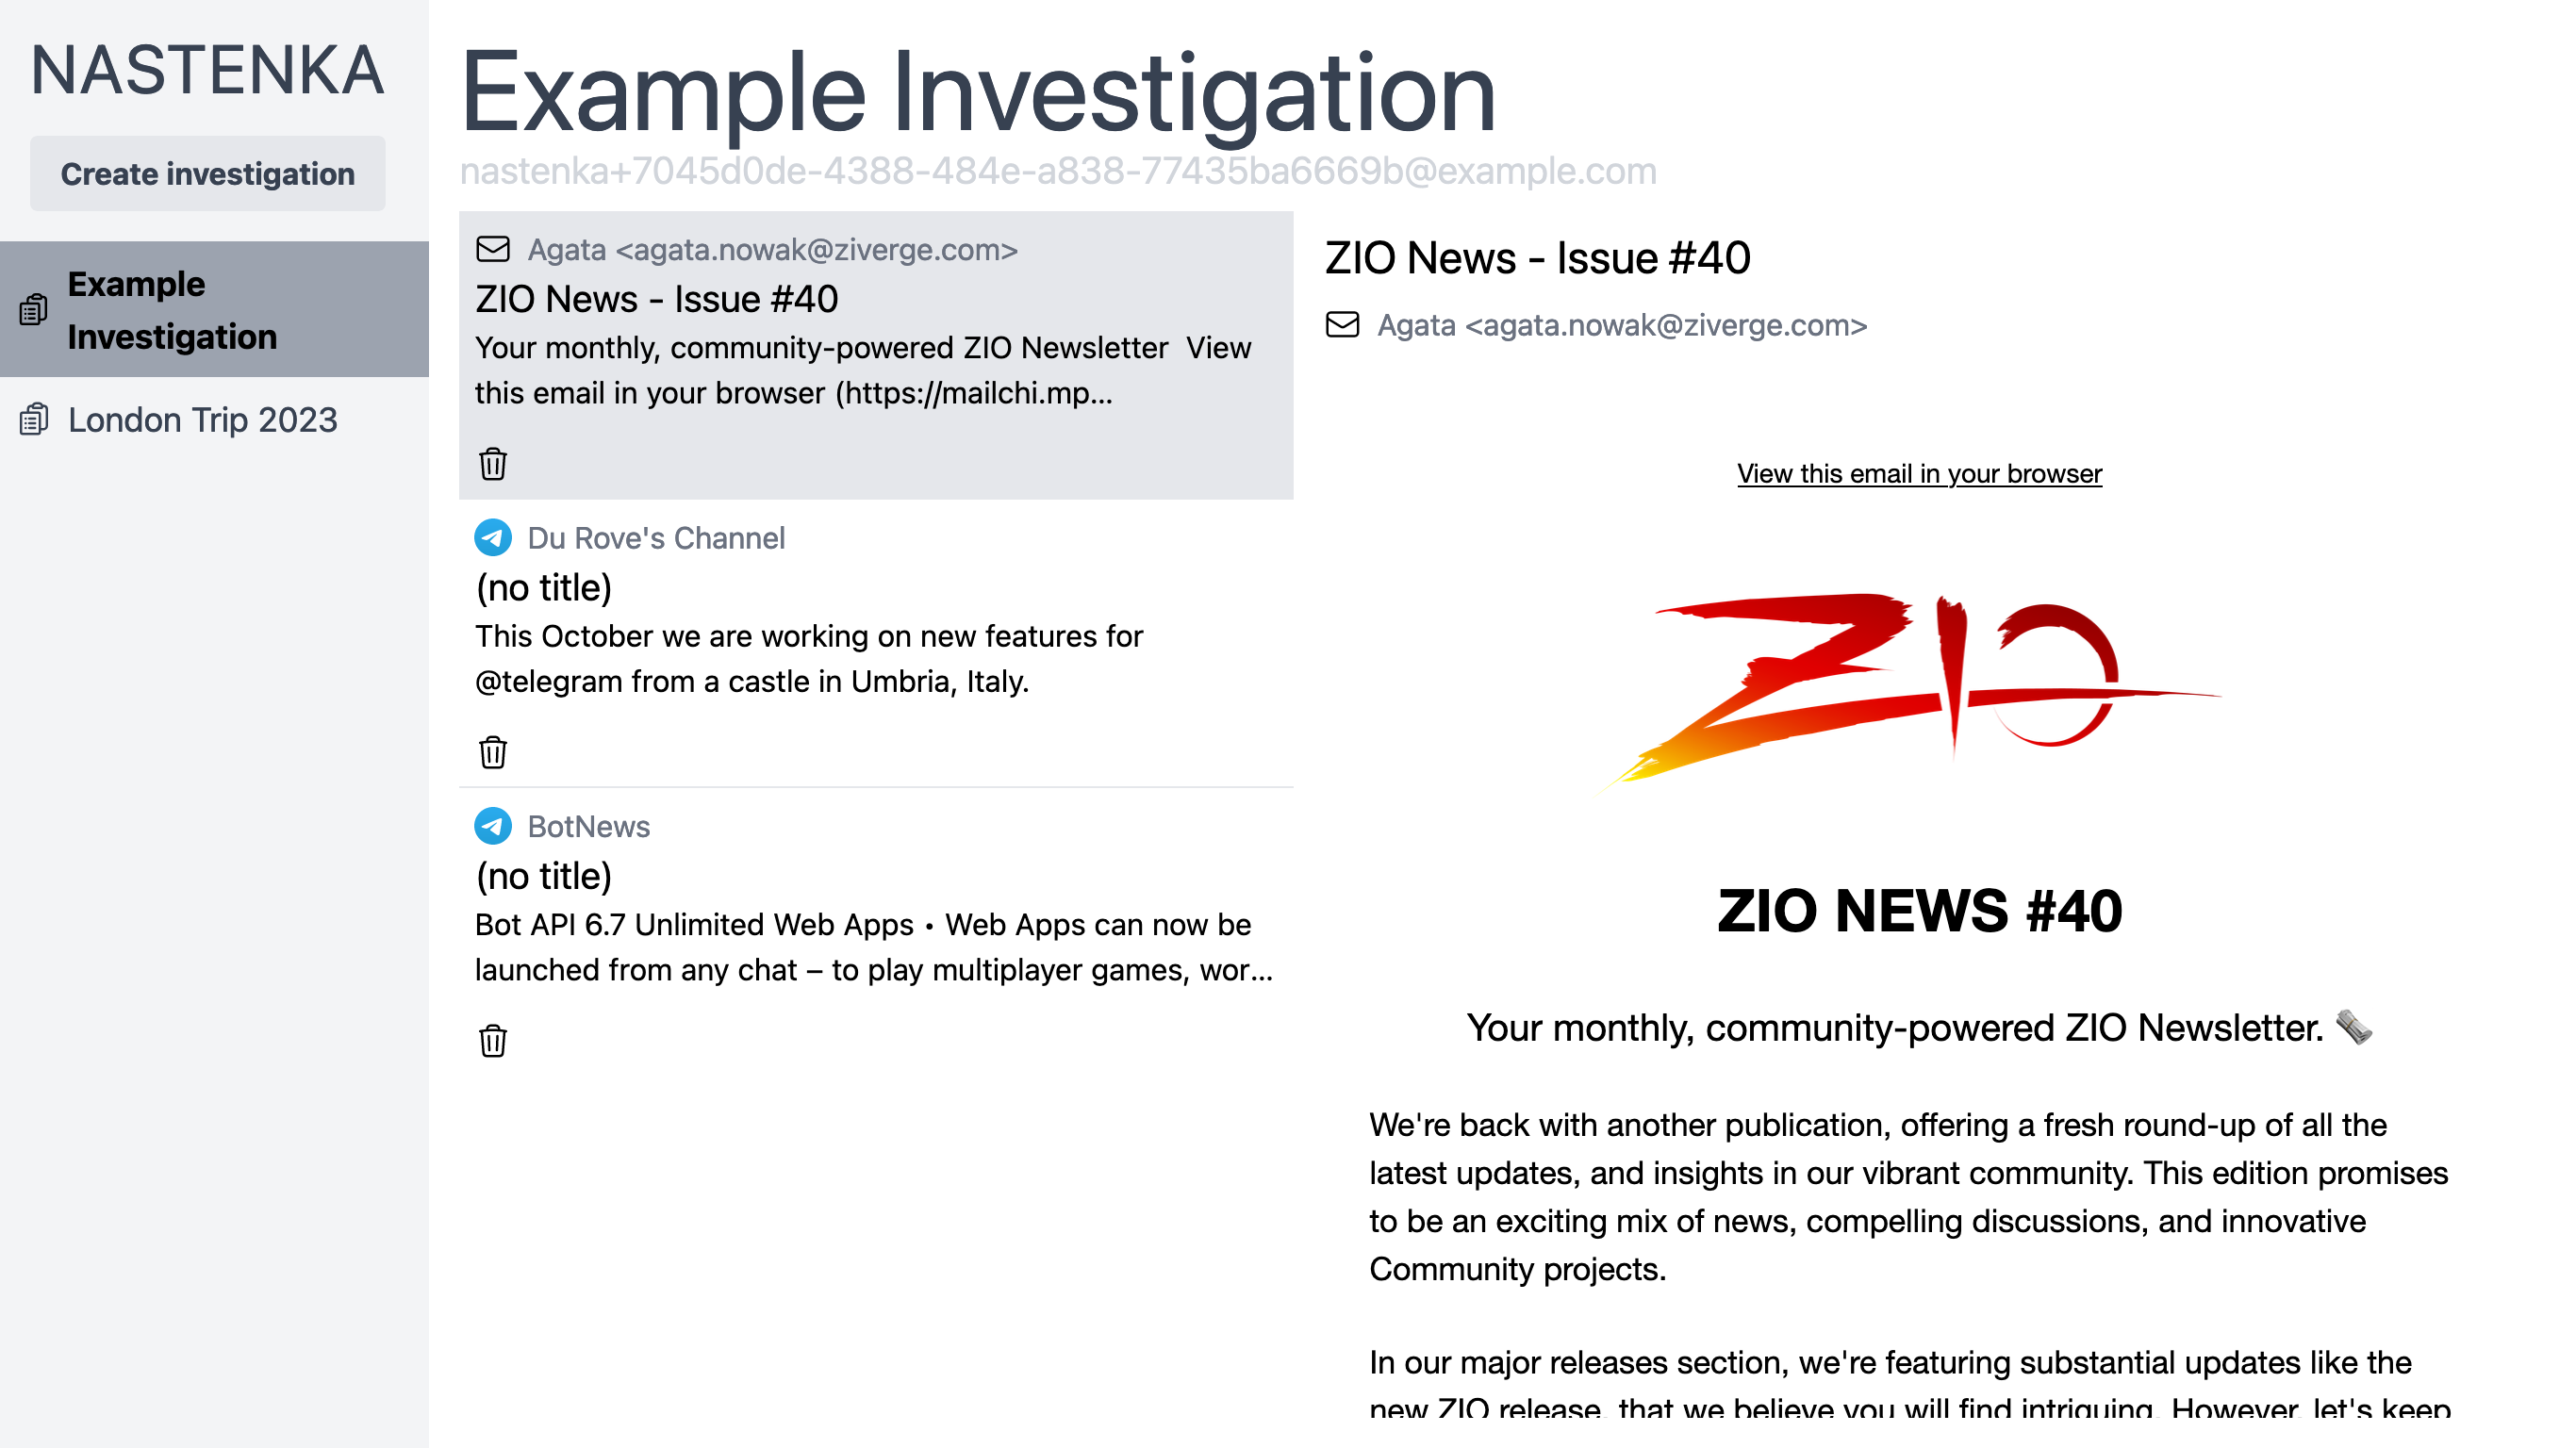 NASTENKA
Create investigation
Example
Investigation
London Trip 2023
Example Investigation
nastenka+7045d0de-4388-484e-a838-77435ba6669b@example.com
Agata <agata.nowak@ziverge.com>
ZIO News - Issue #40
Your monthly, community-powered ZIO Newsletter  View
this email in your browser (https://mailchi.mp...
Du Rove's Channel
(no title)
This October we are working on new features for
@telegram from a castle in Umbria, Italy.
BotNews
(no title)
Bot API 6.7 Unlimited Web Apps • Web Apps can now be
launched from any chat – to play multiplayer games, wor...
ZIO News - Issue #40
Agata <agata.nowak@ziverge.com>
View this email in your browser
ZIO
ZIO NEWS #40
Your monthly, community-powered ZIO Newsletter. 🗞️
We're back with another publication, offering a fresh round-up of all the
latest updates, and insights in our vibrant community. This edition promises
to be an exciting mix of news, compelling discussions, and innovative
Community projects.
In our major releases section, we're featuring substantial updates like the
new ZIO release, that we believe you will find intriguing. However, let's keep